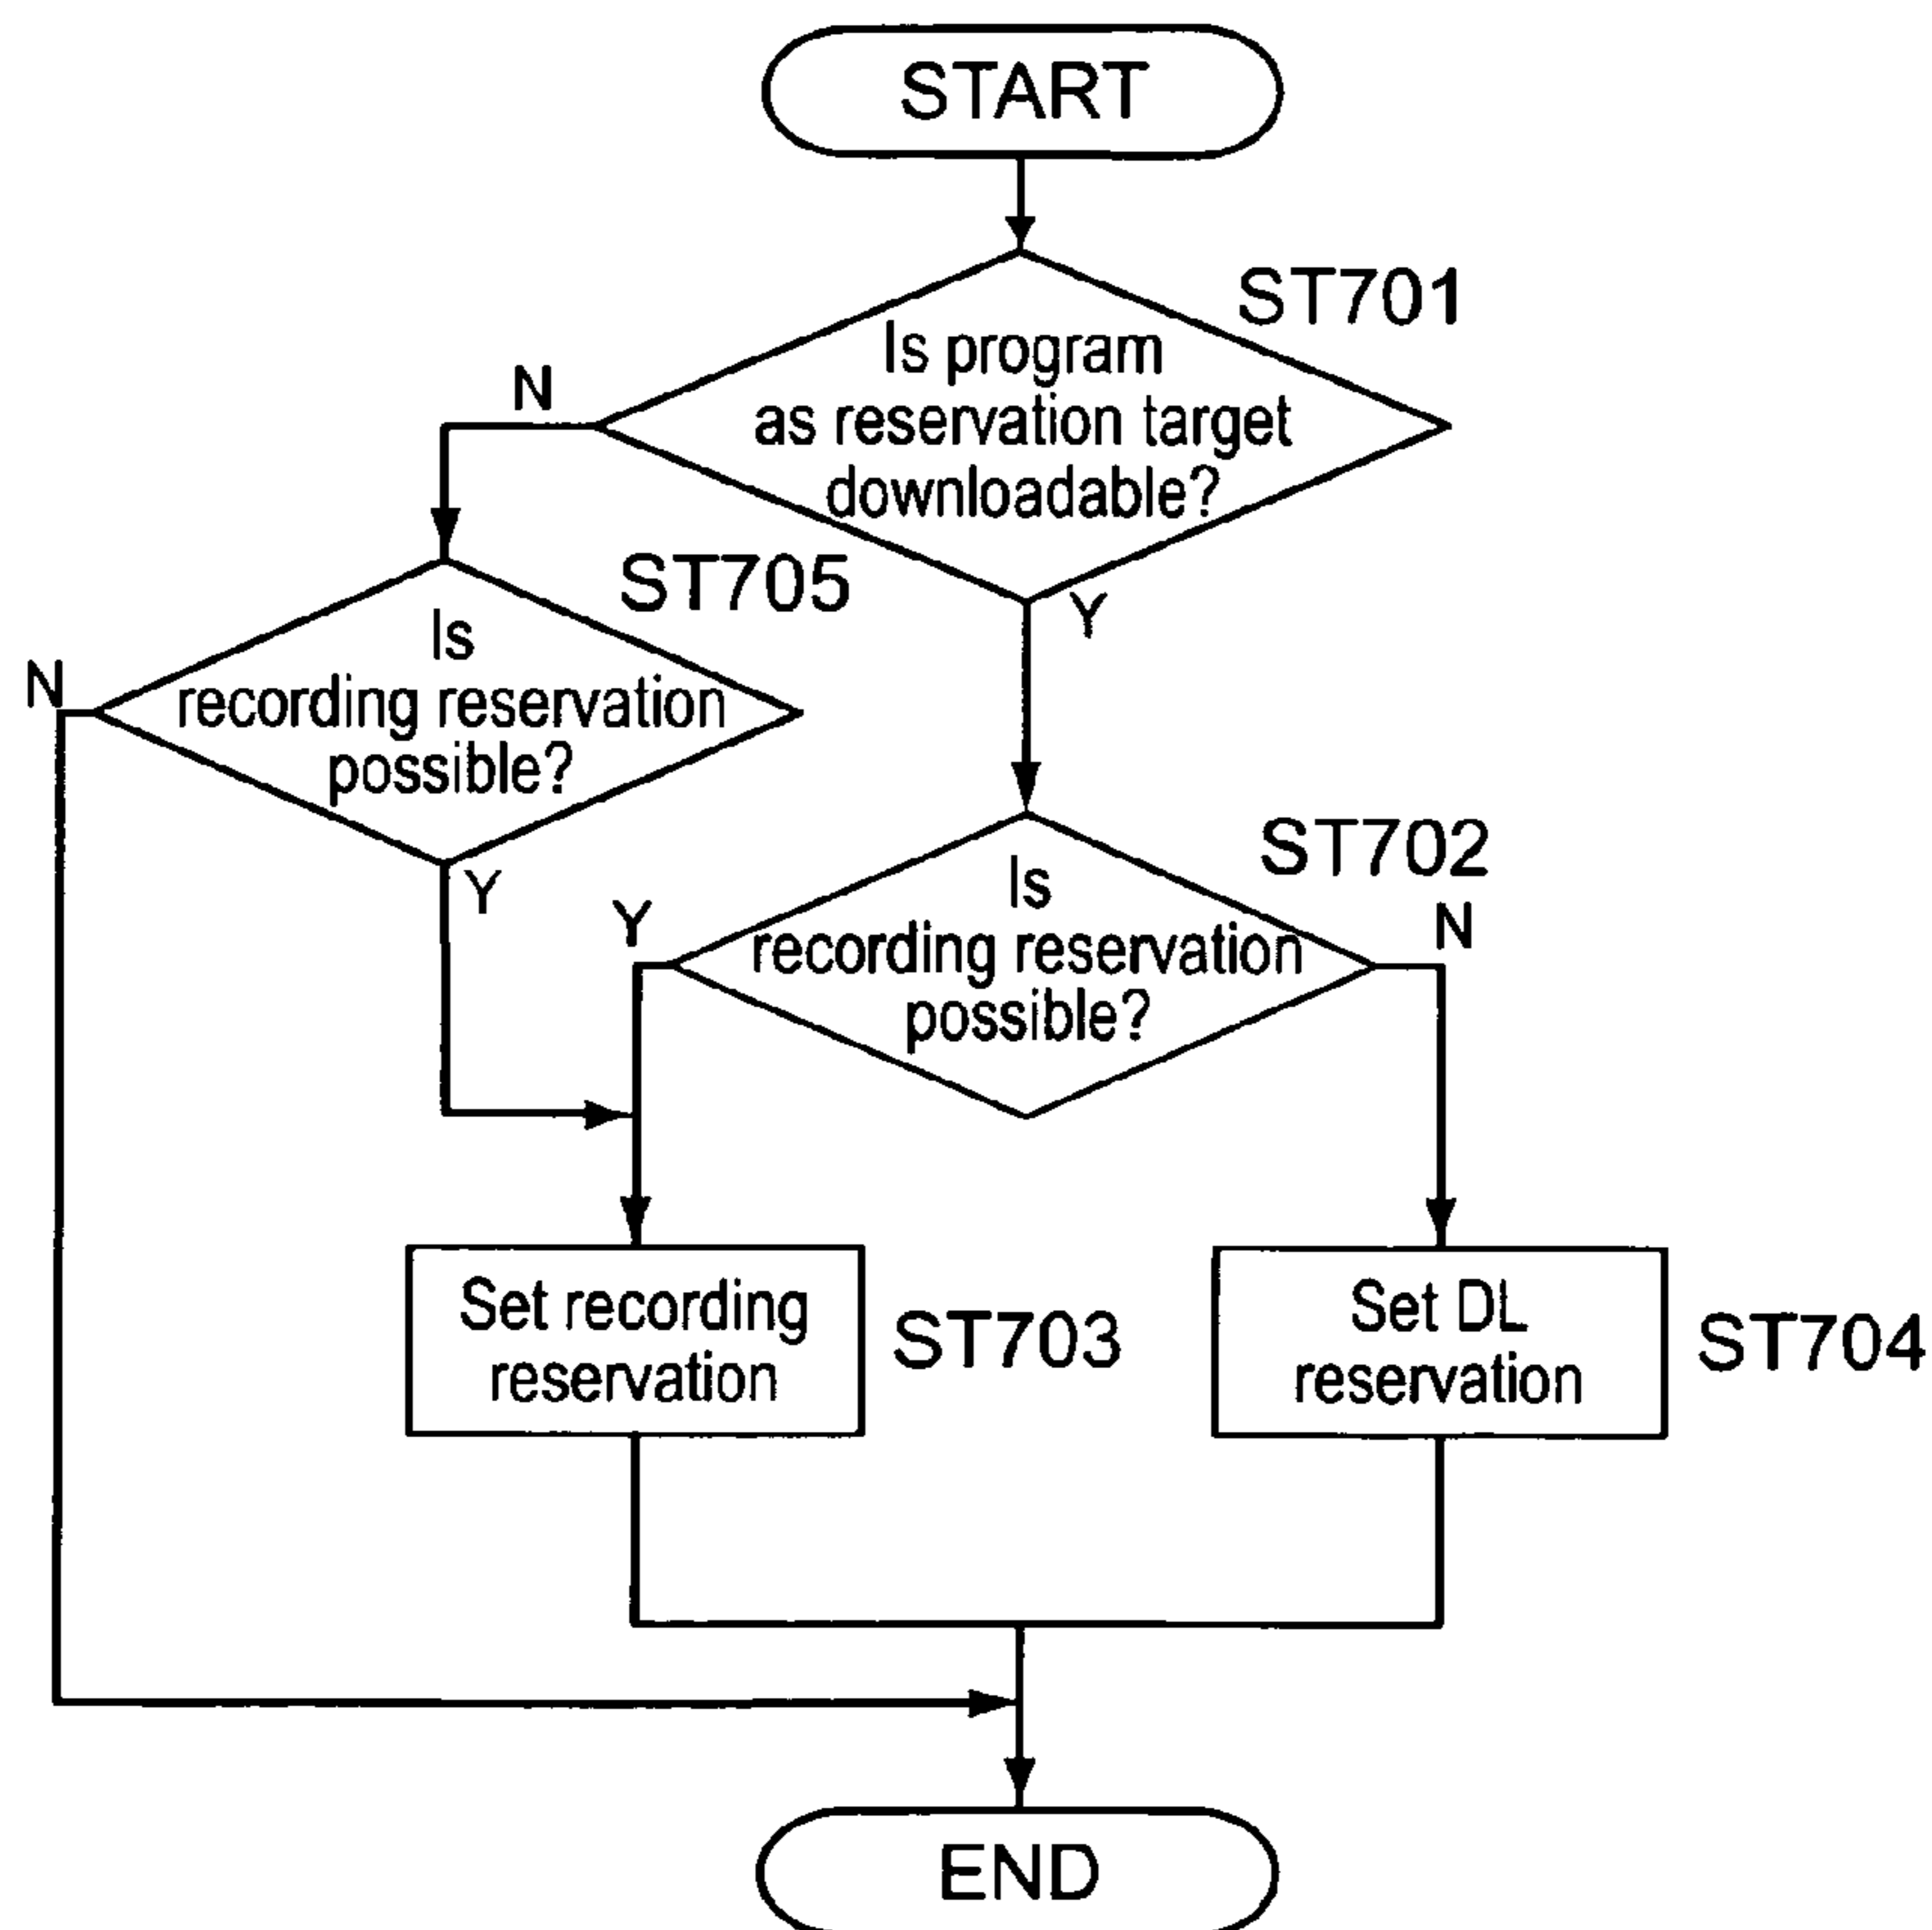 START
ST701
Is program
as reservation target
downloadable?
N
Y
ST705
Is
recording reservation
possible?
N
Y
ST702
Is
recording reservation
possible?
Y
N
Set recording
reservation
ST703
Set DL
reservation
ST704
END